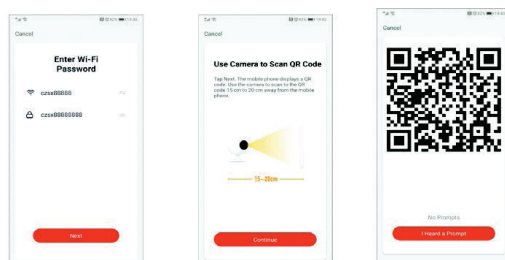 Cancel
Enter Wi-Fi
Password
czsx88888
czsx88888888
Next
Cancel
Use Camera to Scan QR Code
Tap Next. The mobile phone displays a QR
code. Use the camera to scan to the QR
code 15 cm to 20 cm away from the mobile
phone.
15-20cm
Continue
Cancel
No Prompts
I Heard a Prompt